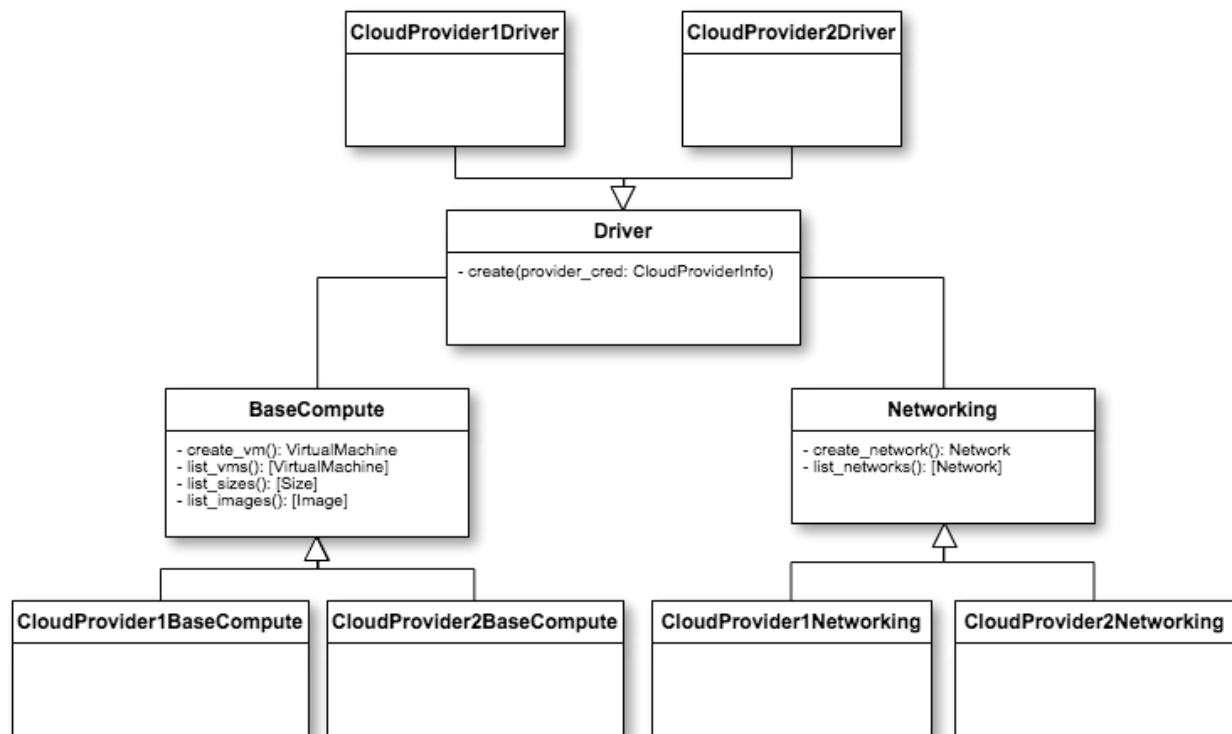 CloudProvider1Driver
CloudProvider2Driver
Driver
- create(provider_cred: CloudProviderInfo)
BaseCompute
- create_vm(): VirtualMachine
- list_vms(): [VirtualMachine]
- list_sizes(): [Size]
- list_images(): [Image]
Networking
- create_network(): Network
- list_networks(): [Network]
CloudProvider1BaseCompute
CloudProvider2BaseCompute
CloudProvider1Networking
CloudProvider2Networking